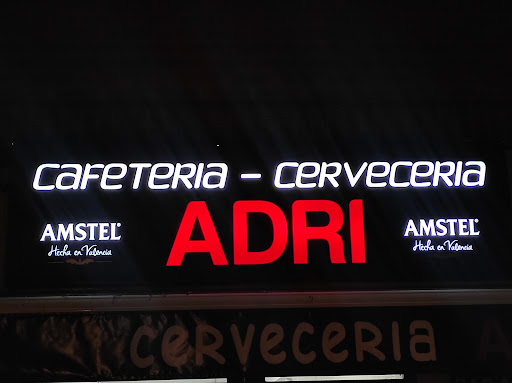 CAFETERIA - CERVECERIA
ADRI
AMSTEL
Hecha en Valencia
AMSTEL
Hecha en Valencia
CERVECERIA A